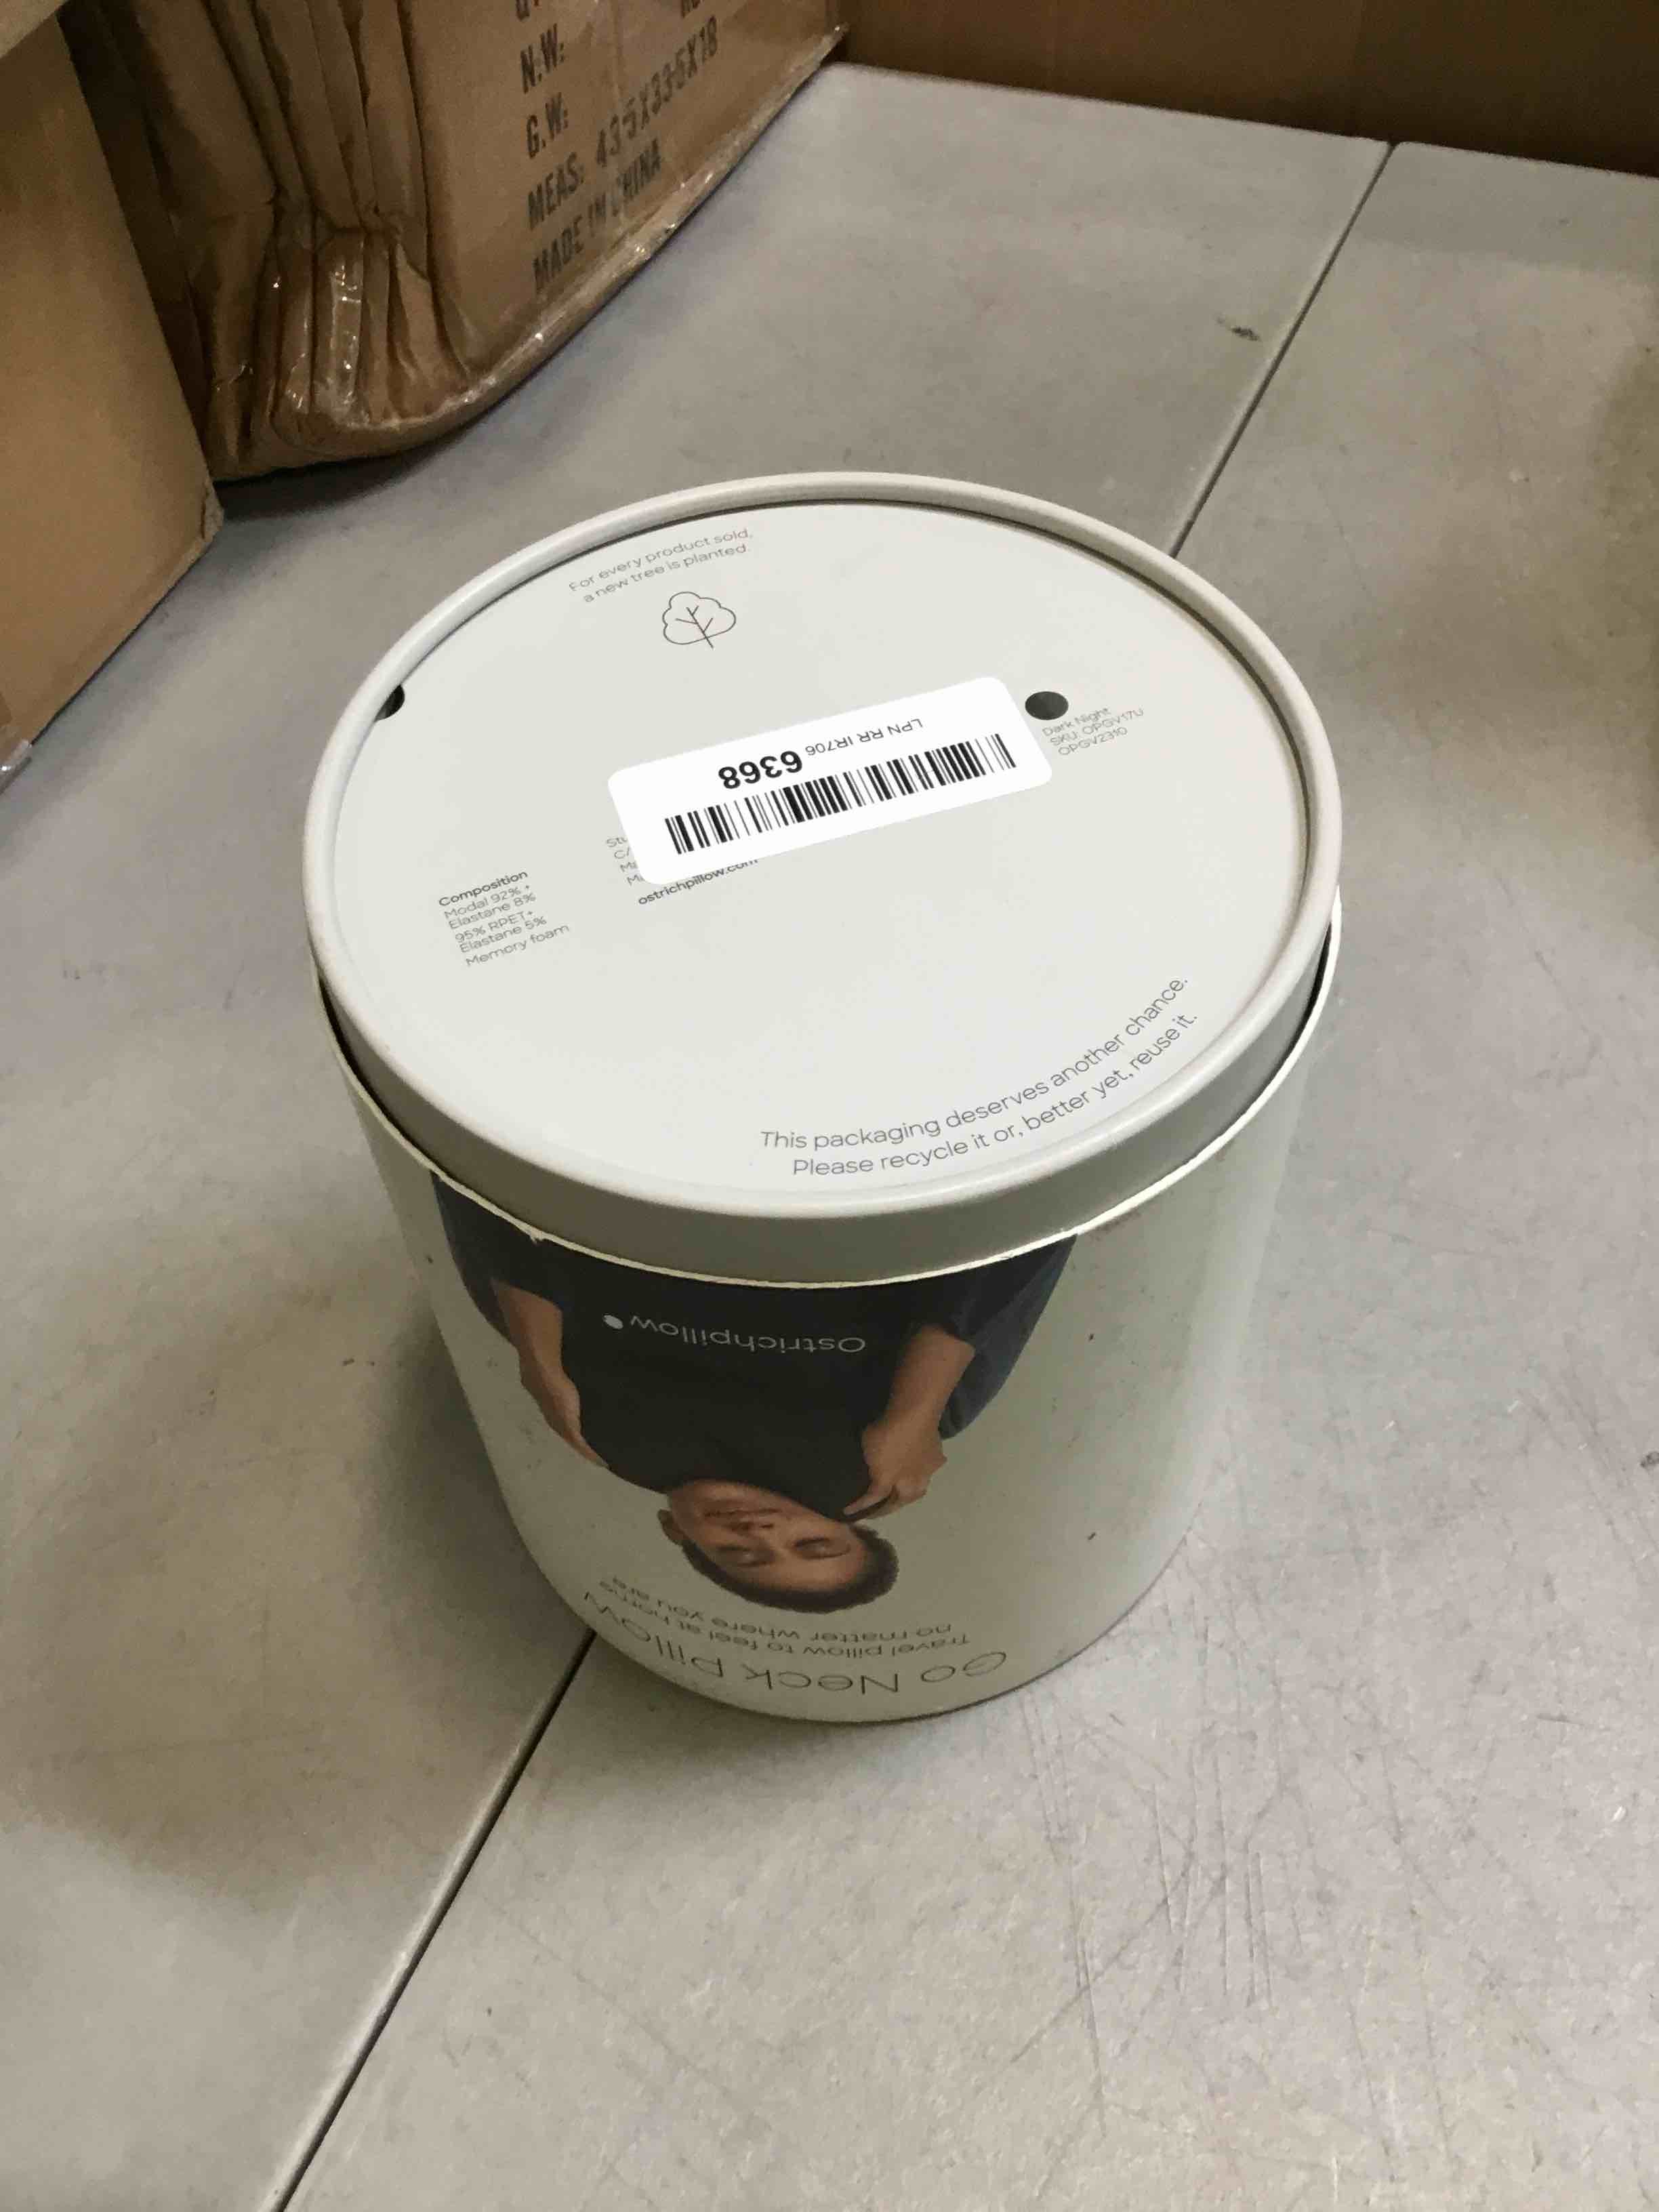 N.W:
G.W:
MEAS: 43.5X33.5X18
MADE IN CHINA
For every product sold,
a new tree is planted.
LPN RR IR706 6368
Dark Night
SKU: OPGV17U
OPGV2310
ostrichpillow.com
Composition
Modal 92% +
Elastane 8%
95% RPET+
Elastane 5%
Memory foam
This packaging deserves another chance.
Please recycle it or, better yet, reuse it.
Go Neck Pillow
Travel pillow to feel at home
no matter where you are
Ostrichpillow